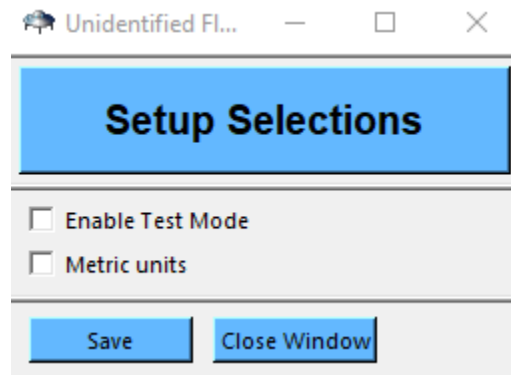 Unidentified Fl...
Setup Selections
Enable Test Mode
Metric units
Save Close Window